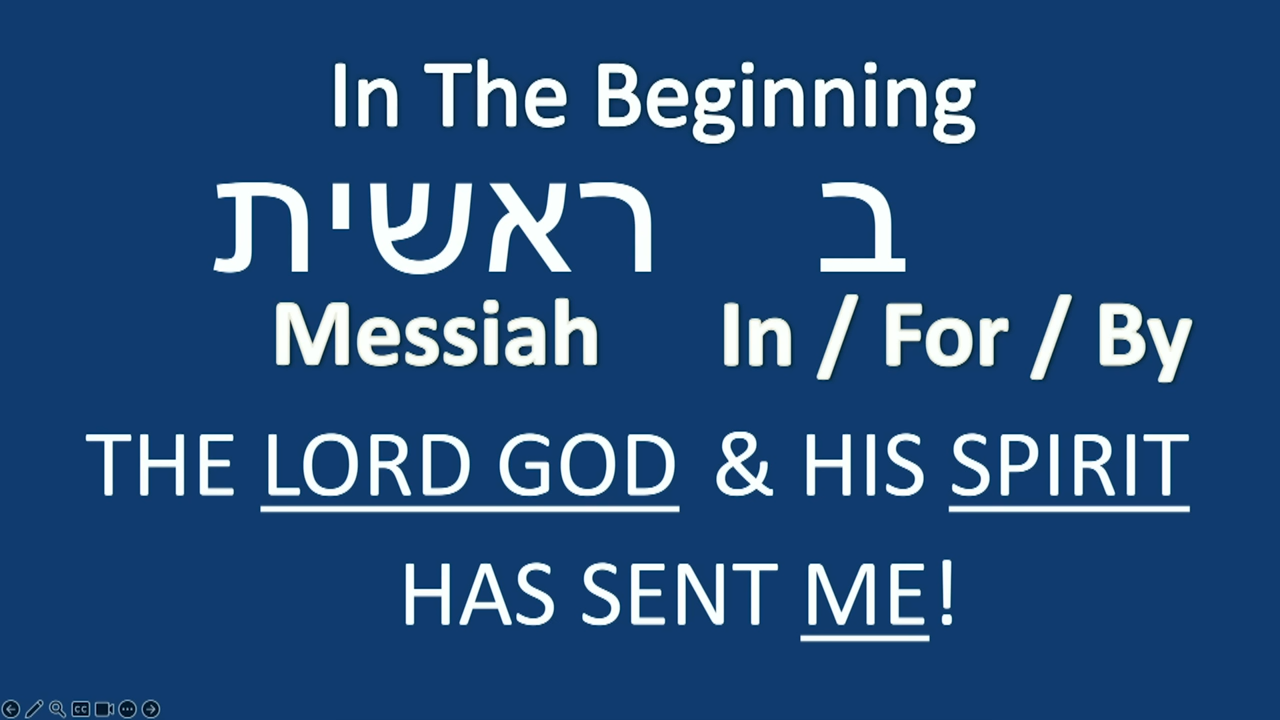 In The Beginning
ב ראשית
Messiah In / For / By
THE LORD GOD & HIS SPIRIT
HAS SENT ME!